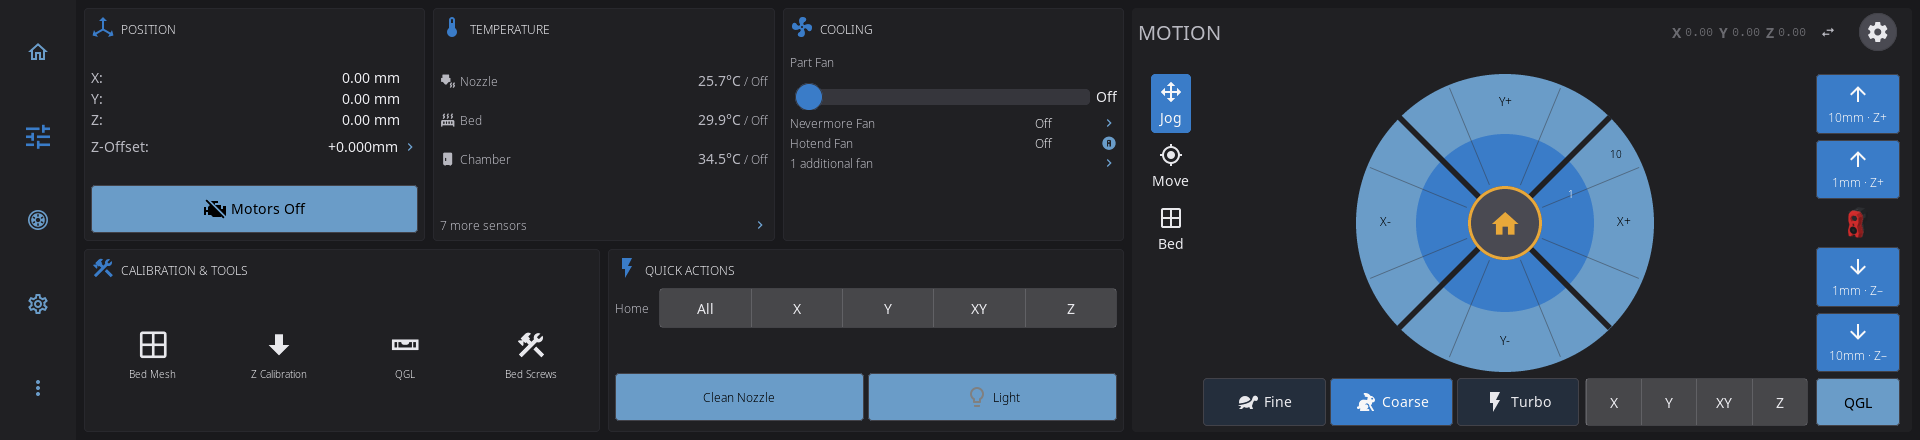 POSITION
X: 0.00 mm
Y: 0.00 mm
Z: 0.00 mm
Z-Offset: +0.000mm
Motors Off
TEMPERATURE
Nozzle 25.7°C / Off
Bed 29.9°C / Off
Chamber 34.5°C / Off
7 more sensors
COOLING
Part Fan
Off
Nevermore Fan Off
Hotend Fan Off A
1 additional fan
CALIBRATION & TOOLS
Bed Mesh
Z Calibration
QGL
Bed Screws
QUICK ACTIONS
Home All X Y XY Z
Clean Nozzle
Light
MOTION
X 0.00 Y 0.00 Z 0.00
Jog
Move
Bed
Y+
10
1
X-
X+
Y-
10mm · Z+
1mm · Z+
1mm · Z–
10mm · Z–
Fine
Coarse
Turbo
X Y XY Z
QGL